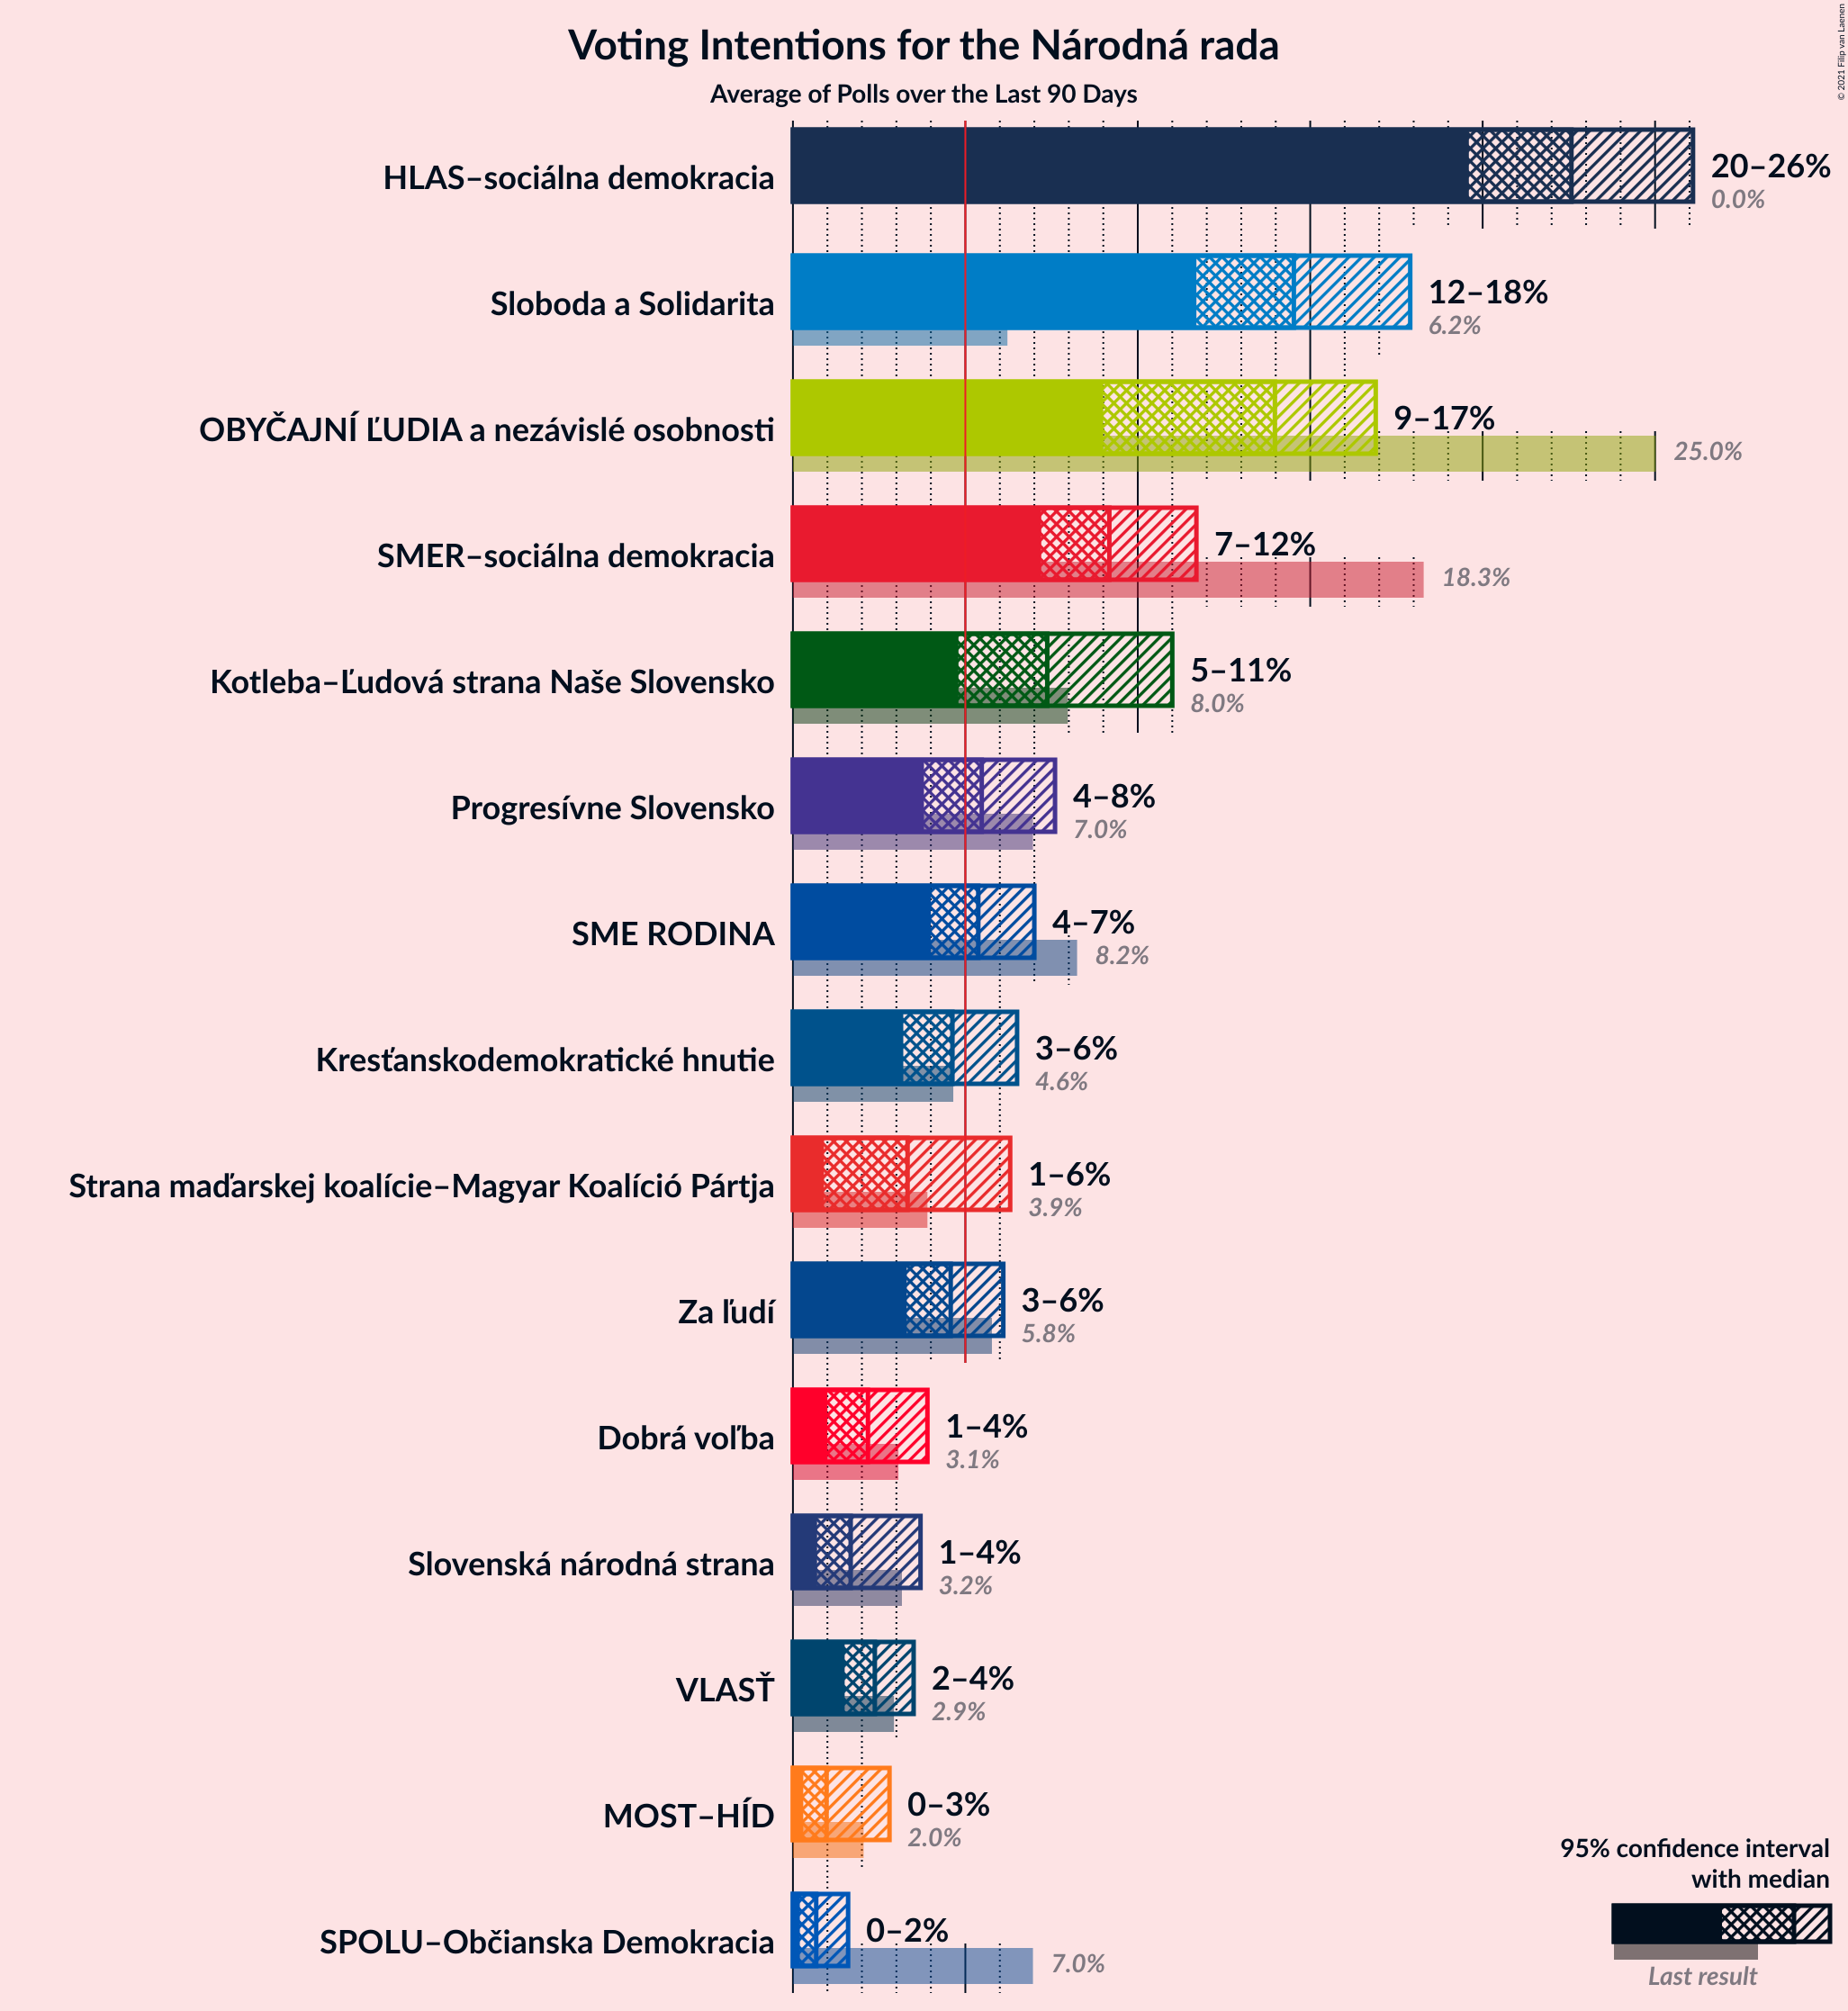 Voting Intentions for the Národná rada
Average of Polls over the Last 90 Days
© 2021 Filip van Laenen
HLAS–sociálna demokracia
20–26%
0.0%
Sloboda a Solidarita
12–18%
6.2%
OBYČAJNÍ ĽUDIA a nezávislé osobnosti
9–17%
25.0%
SMER–sociálna demokracia
7–12%
18.3%
Kotleba–Ľudová strana Naše Slovensko
5–11%
8.0%
Progresívne Slovensko
4–8%
7.0%
SME RODINA
4–7%
8.2%
Kresťanskodemokratické hnutie
3–6%
4.6%
Strana maďarskej koalície–Magyar Koalíció Pártja
1–6%
3.9%
Za ľudí
3–6%
5.8%
Dobrá voľba
1–4%
3.1%
Slovenská národná strana
1–4%
3.2%
VLASŤ
2–4%
2.9%
MOST–HÍD
0–3%
2.0%
SPOLU–Občianska Demokracia
0–2%
7.0%
95% confidence interval
with median
Last result